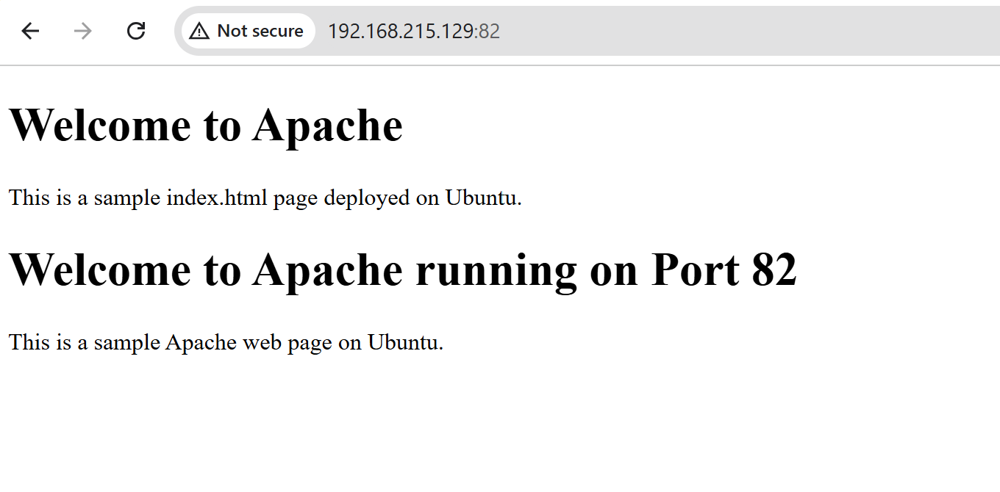 Not secure 192.168.215.129:82
Welcome to Apache
This is a sample index.html page deployed on Ubuntu.
Welcome to Apache running on Port 82
This is a sample Apache web page on Ubuntu.